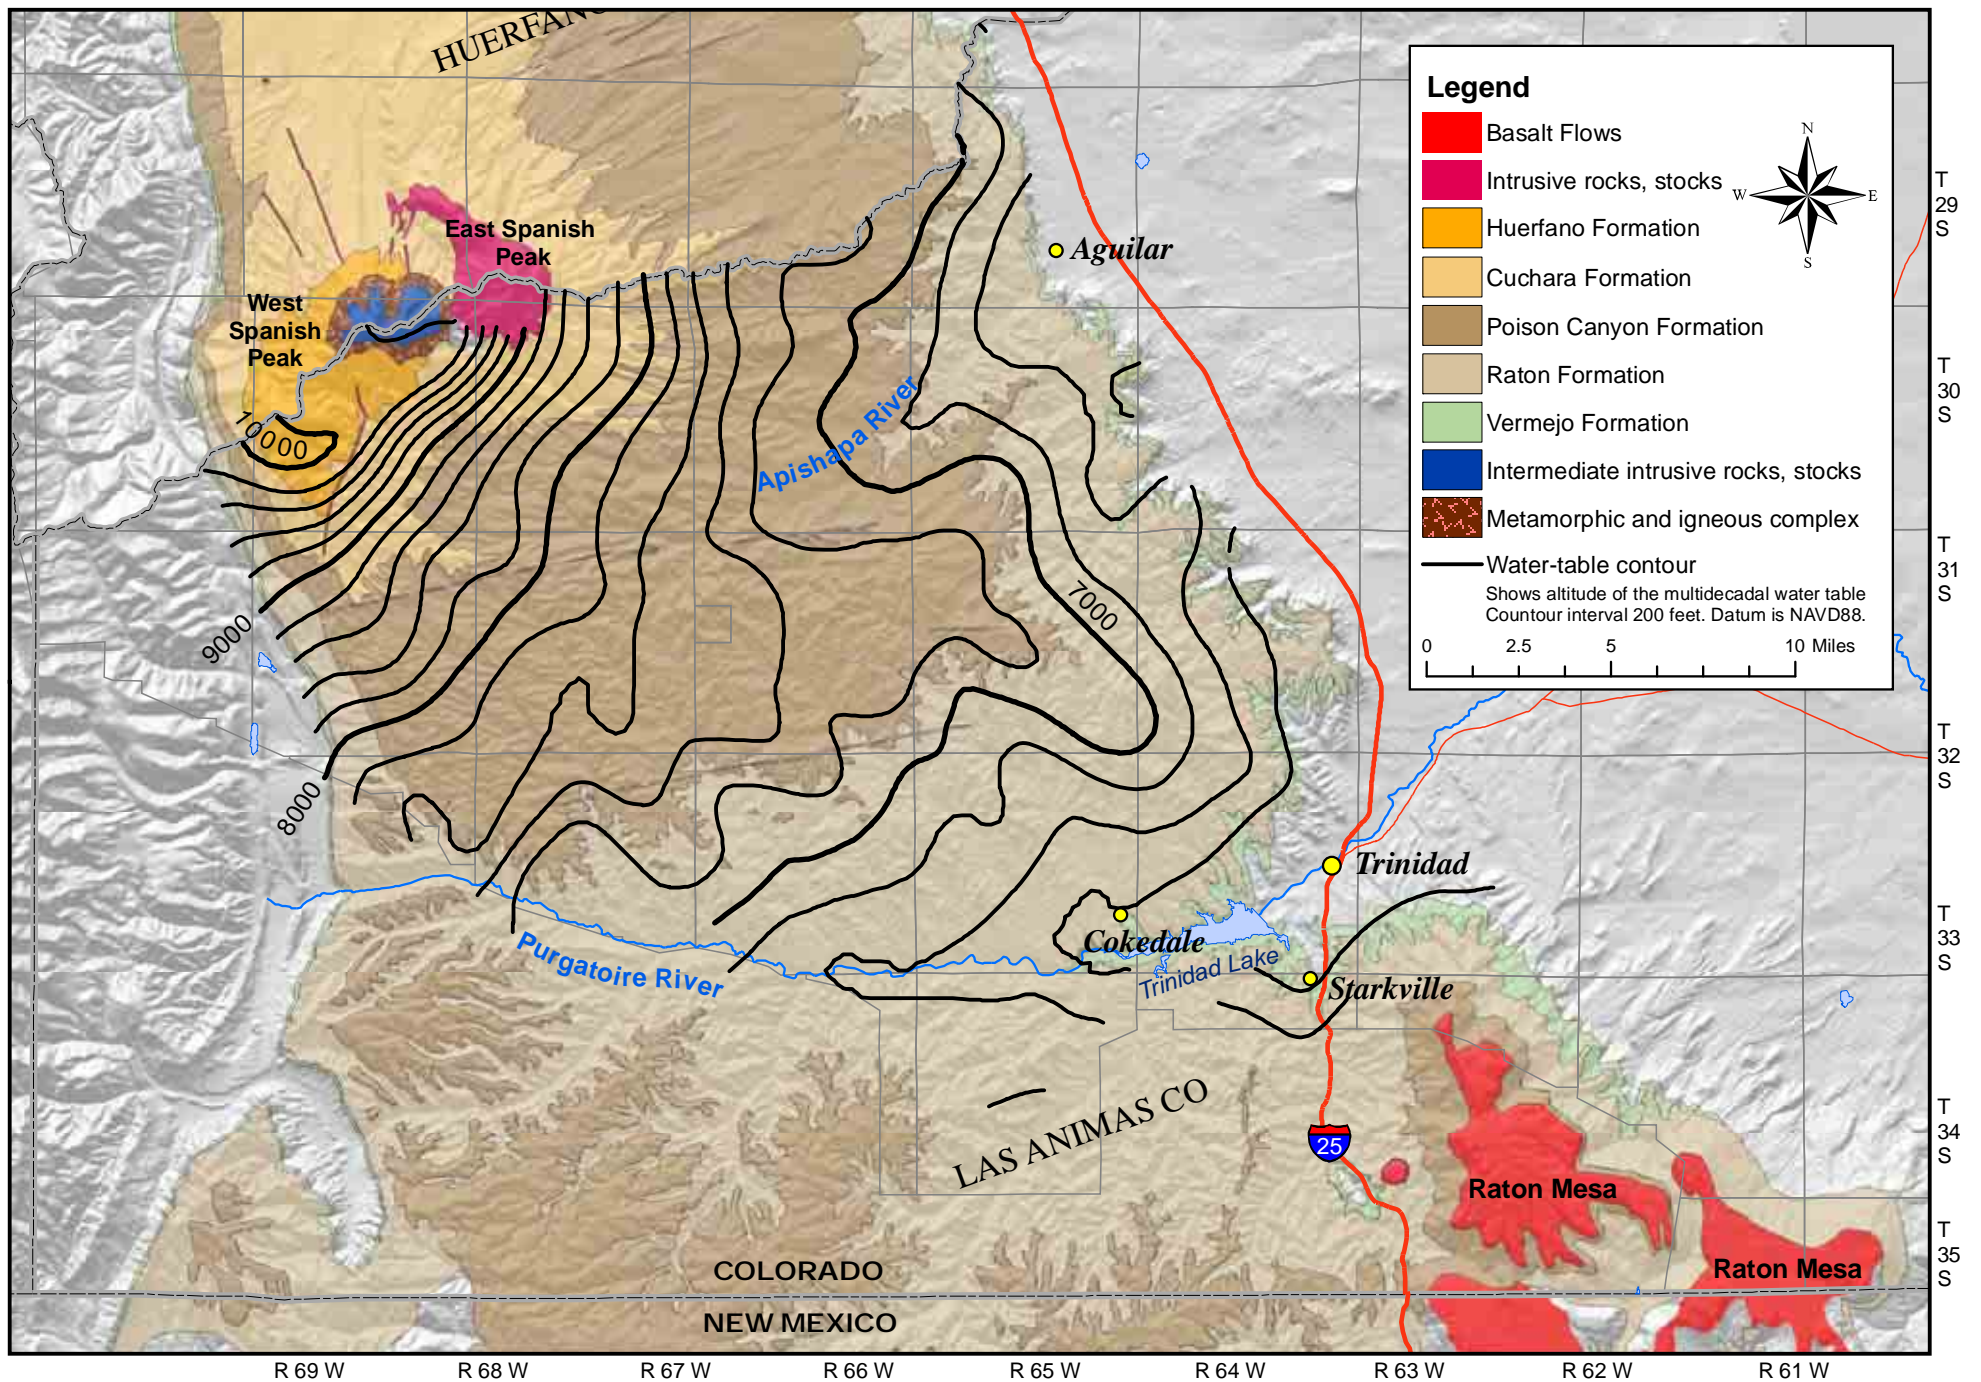 HUERFANO
Legend
Basalt Flows
Intrusive rocks, stocks
Huerfano Formation
Cuchara Formation
Poison Canyon Formation
Raton Formation
Vermejo Formation
Intermediate intrusive rocks, stocks
Metamorphic and igneous complex
Water-table contour
Shows altitude of the multidecadal water table
Countour interval 200 feet. Datum is NAVD88.
0 2.5 5 10 Miles
N
W E
S
T
29
S
T
30
S
T
31
S
T
32
S
T
33
S
T
34
S
T
35
S
East Spanish
Peak
West
Spanish
Peak
Aguilar
10000
Apishapa River
7000
9000
8000
Trinidad
Cokedale
Trinidad Lake
Starkville
Purgatoire River
LAS ANIMAS CO
25
Raton Mesa
Raton Mesa
COLORADO
NEW MEXICO
R 69 W R 68 W R 67 W R 66 W R 65 W R 64 W R 63 W R 62 W R 61 W